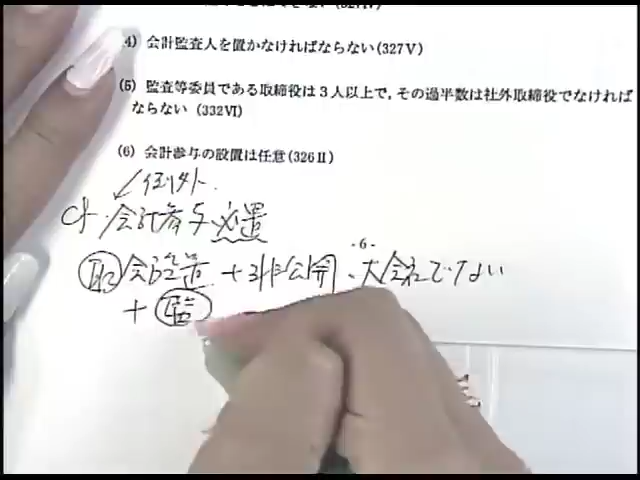 4) 会計監査人を置かなければならない(327Ⅴ)
(5) 監査等委員である取締役は3人以上で，その過半数は社外取締役でなければ
ならない (332Ⅵ)
(6) 会計参与の設置は任意(326Ⅱ)
例外
cf. 会計参与 必置
-6-
取 会設置 + 非公開、大会社でない
+ 監